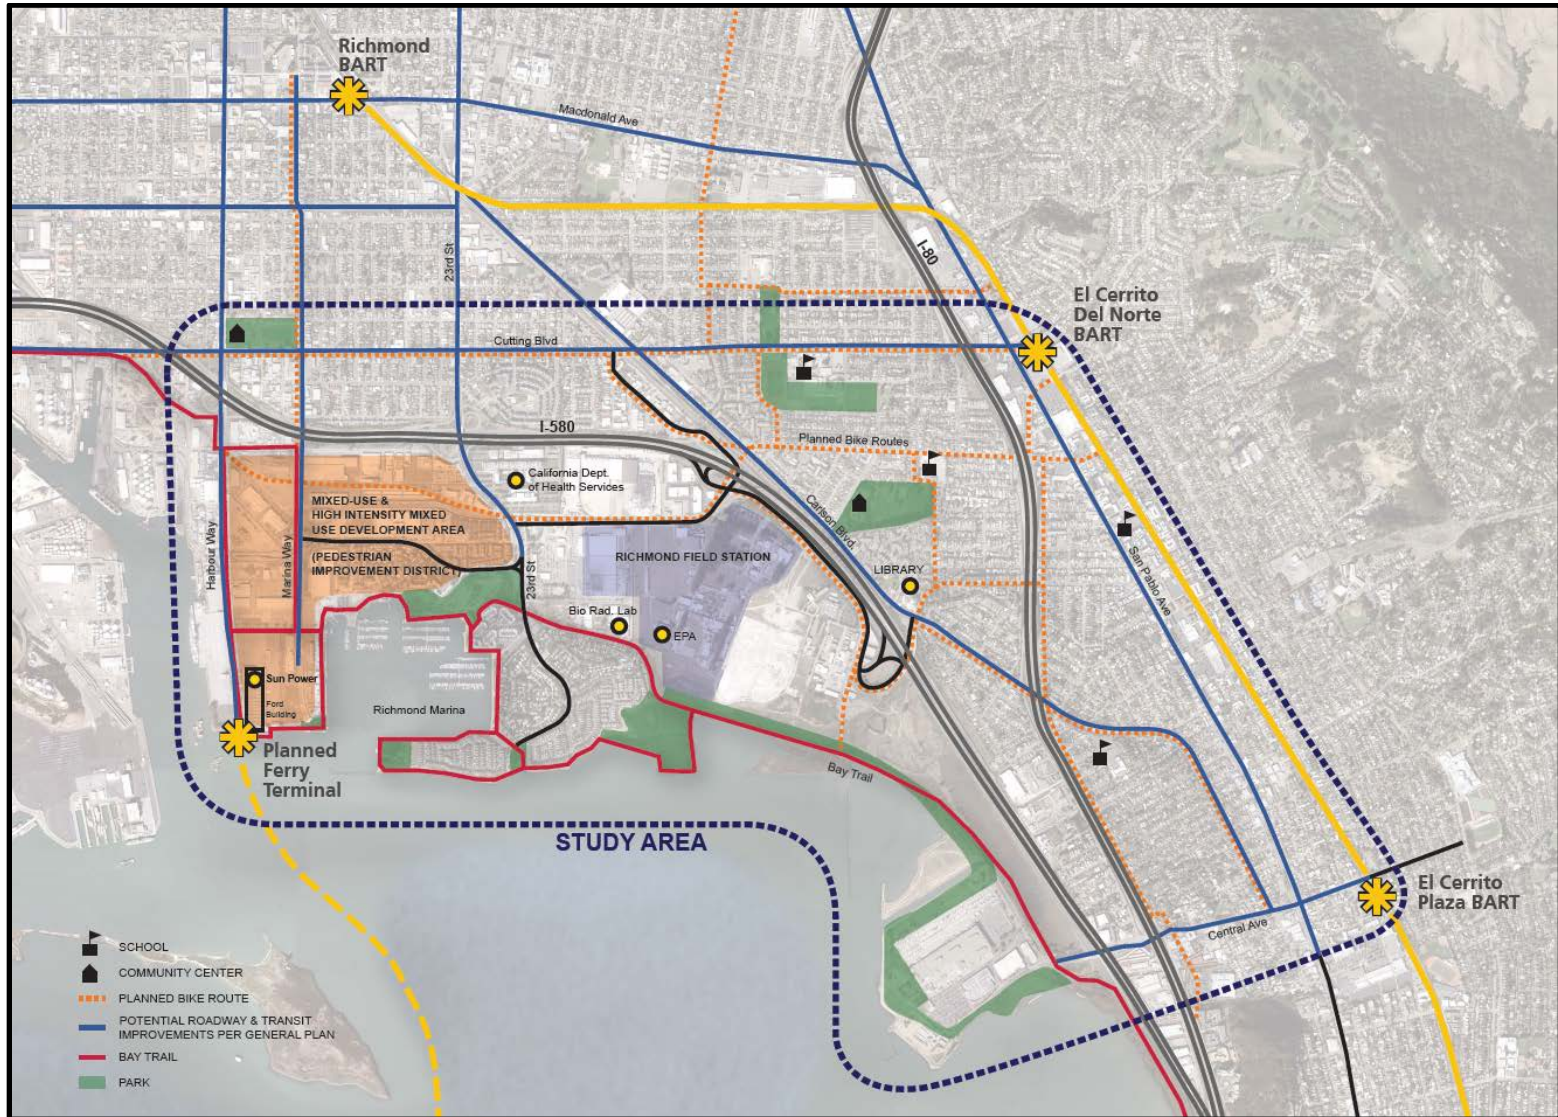 Richmond
BART
Macdonald Ave
23rd St
I-80
El Cerrito
Del Norte
BART
Cutting Blvd
I-580
Planned Bike Routes
California Dept.
of Health Services
MIXED-USE &
HIGH INTENSITY MIXED
USE DEVELOPMENT AREA
(PEDESTRIAN
IMPROVEMENT DISTRICT)
Harbour Way
Marina Way
23rd St
RICHMOND FIELD STATION
Carlson Blvd.
San Pablo Ave
LIBRARY
Bio Rad. Lab
EPA
Sun Power
Ford
Building
Richmond Marina
Planned
Ferry
Terminal
Bay Trail
STUDY AREA
El Cerrito
Plaza BART
Central Ave
SCHOOL
COMMUNITY CENTER
PLANNED BIKE ROUTE
POTENTIAL ROADWAY & TRANSIT
IMPROVEMENTS PER GENERAL PLAN
BAY TRAIL
PARK